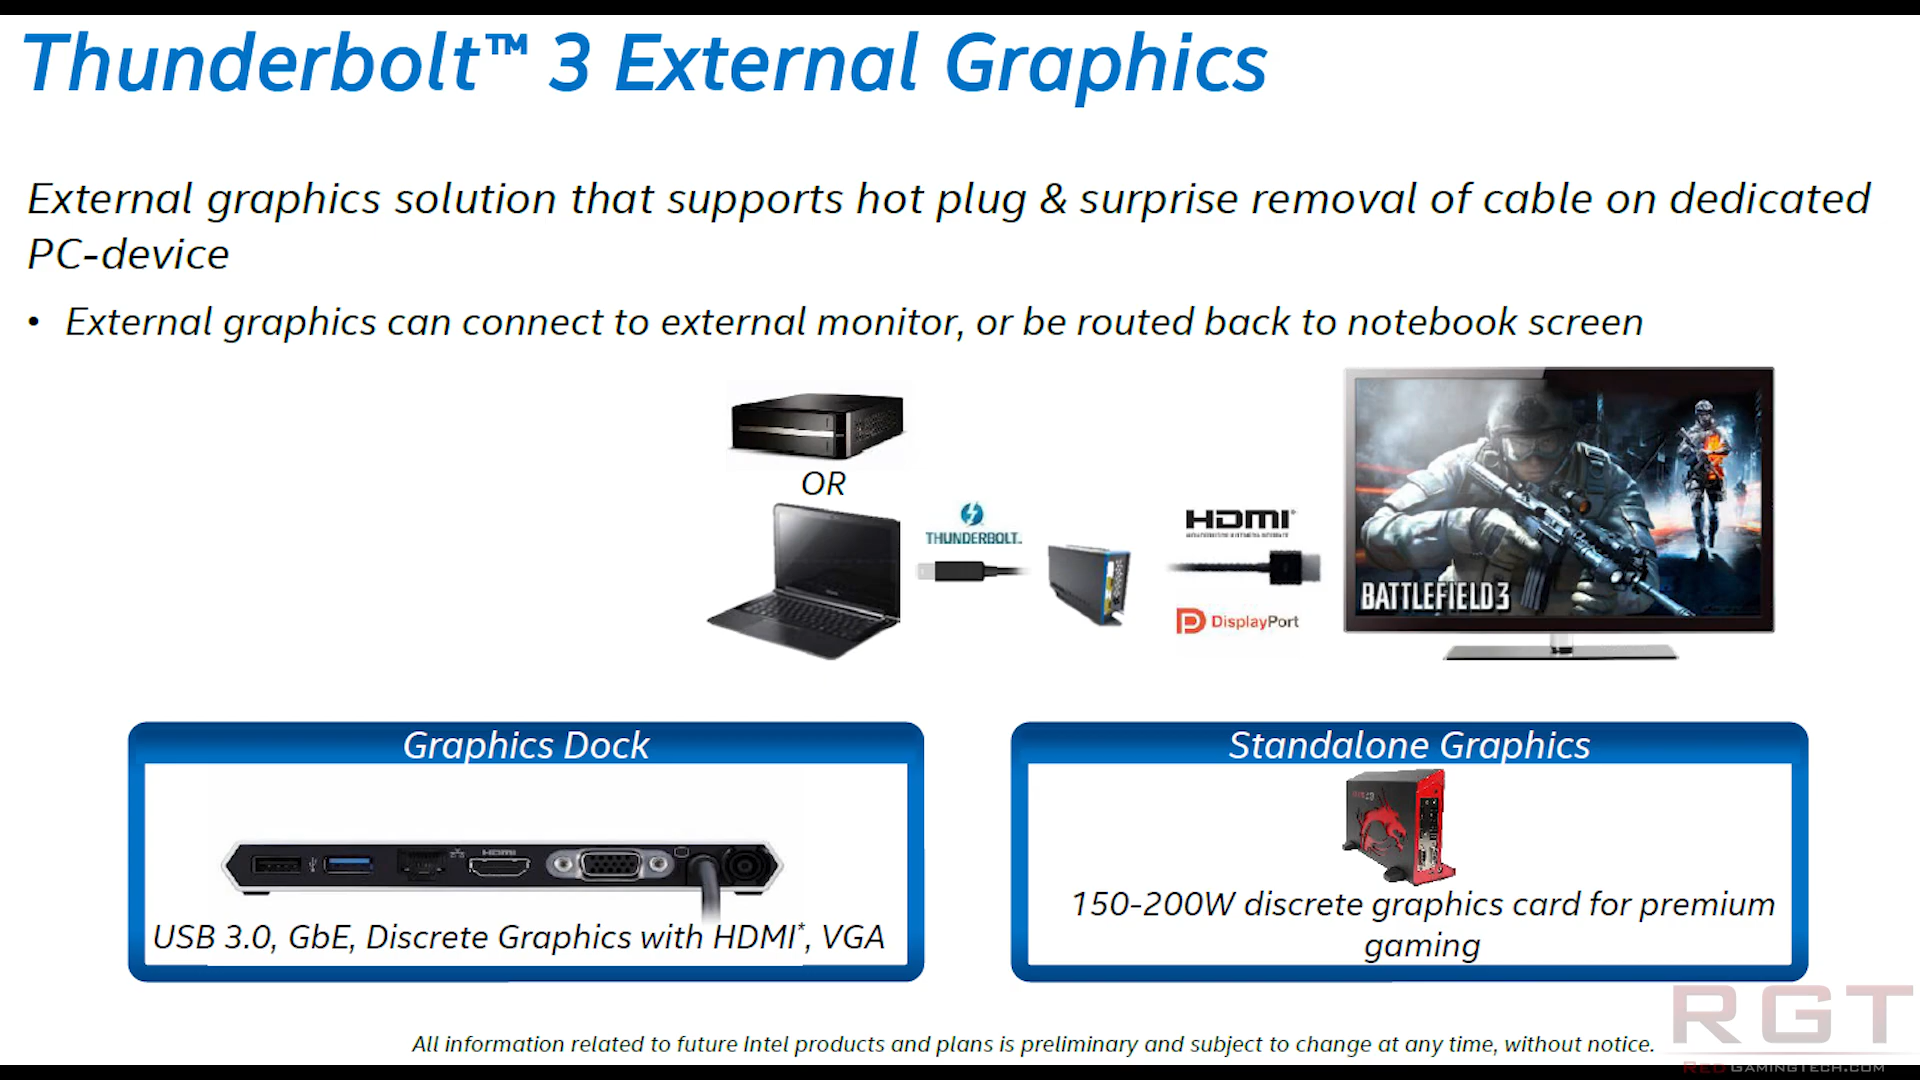 Thunderbolt™ 3 External Graphics
External graphics solution that supports hot plug & surprise removal of cable on dedicated
PC-device
• External graphics can connect to external monitor, or be routed back to notebook screen
OR
THUNDERBOLT™
HDMI®
DisplayPort
BATTLEFIELD 3
Graphics Dock
HDMI
USB 3.0, GbE, Discrete Graphics with HDMI*, VGA
Standalone Graphics
150-200W discrete graphics card for premium
gaming
All information related to future Intel products and plans is preliminary and subject to change at any time, without notice.
RGT
REDGAMINGTECH.COM